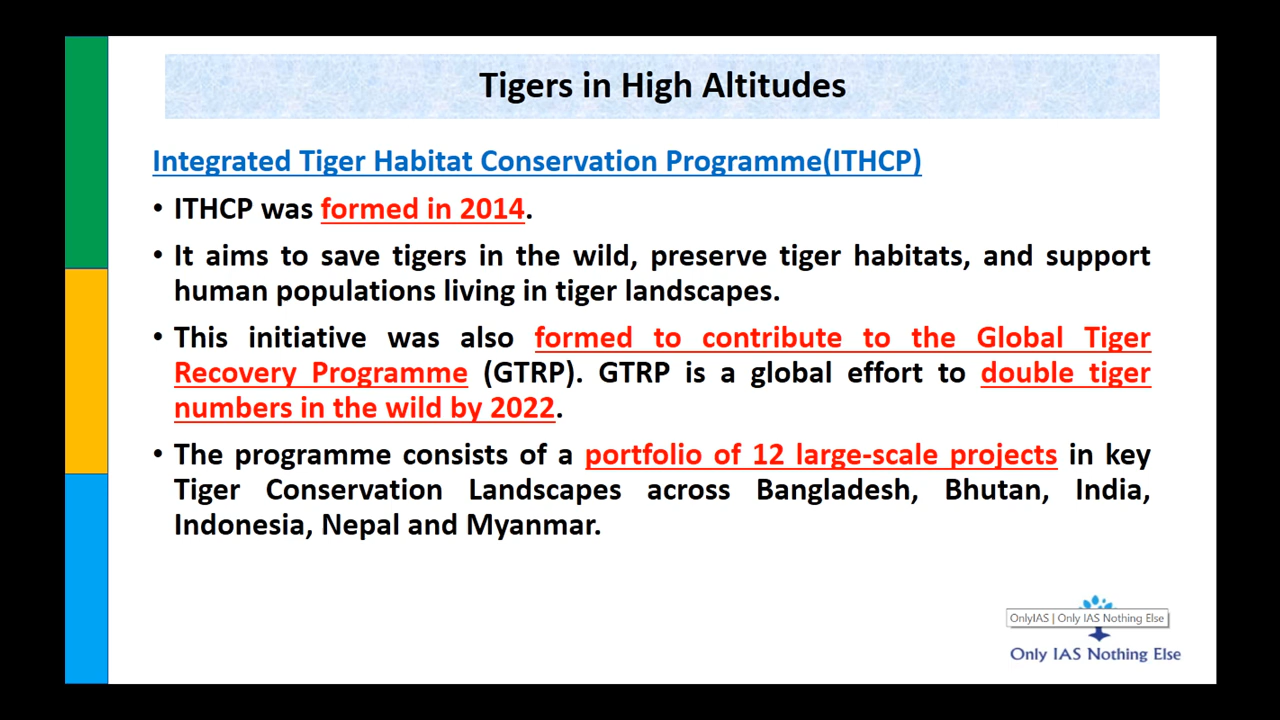 Tigers in High Altitudes
Integrated Tiger Habitat Conservation Programme(ITHCP)
• ITHCP was formed in 2014.
• It aims to save tigers in the wild, preserve tiger habitats, and support
human populations living in tiger landscapes.
• This initiative was also formed to contribute to the Global Tiger
Recovery Programme (GTRP). GTRP is a global effort to double tiger
numbers in the wild by 2022.
• The programme consists of a portfolio of 12 large-scale projects in key
Tiger Conservation Landscapes across Bangladesh, Bhutan, India,
Indonesia, Nepal and Myanmar.
OnlyIAS | Only IAS Nothing Else
Only IAS Nothing Else